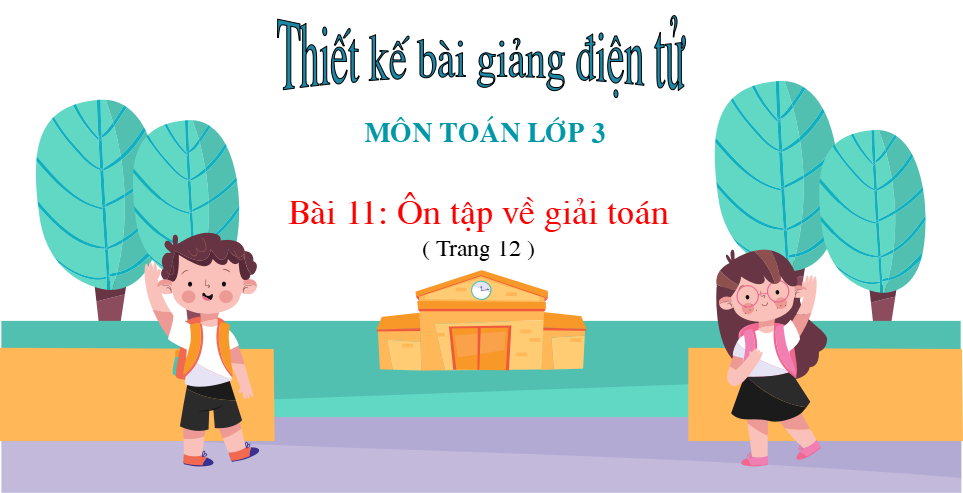 Thiết kế bài giảng điện tử
MÔN TOÁN LỚP 3
Bài 11: Ôn tập về giải toán
( Trang 12 )